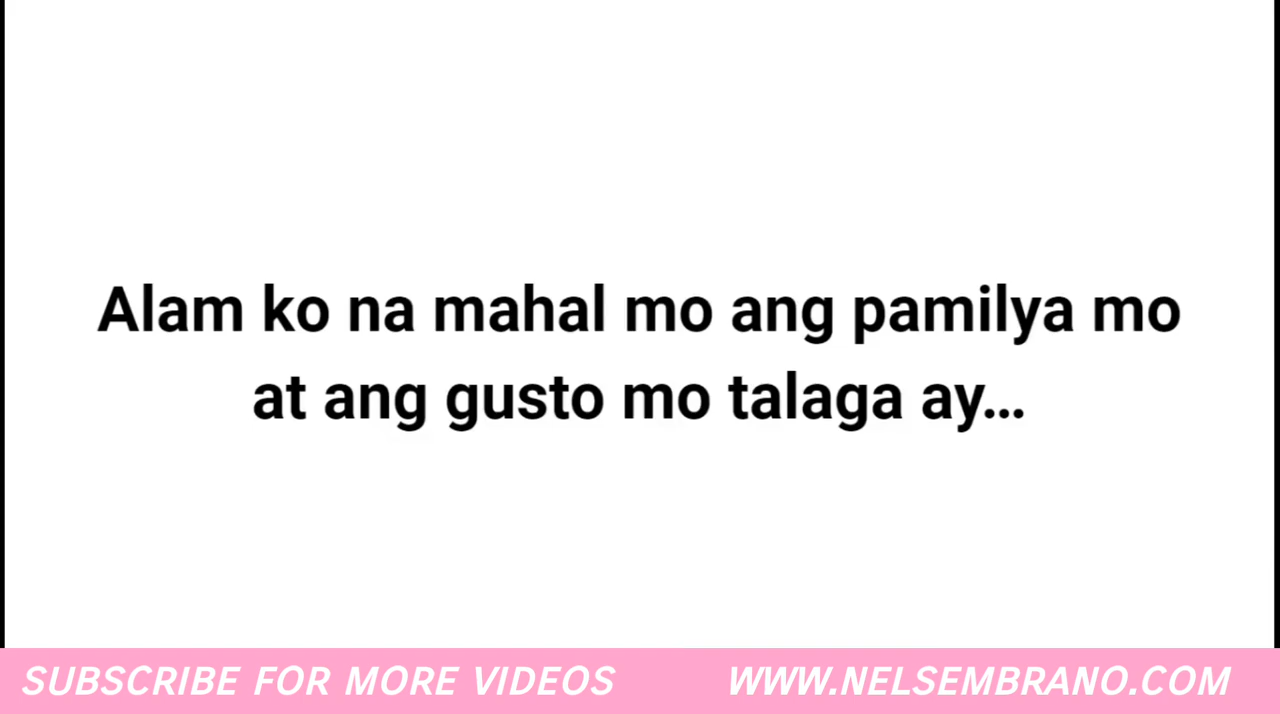 Alam ko na mahal mo ang pamilya mo
at ang gusto mo talaga ay...
SUBSCRIBE FOR MORE VIDEOS
WWW.NELSEMBRANO.COM